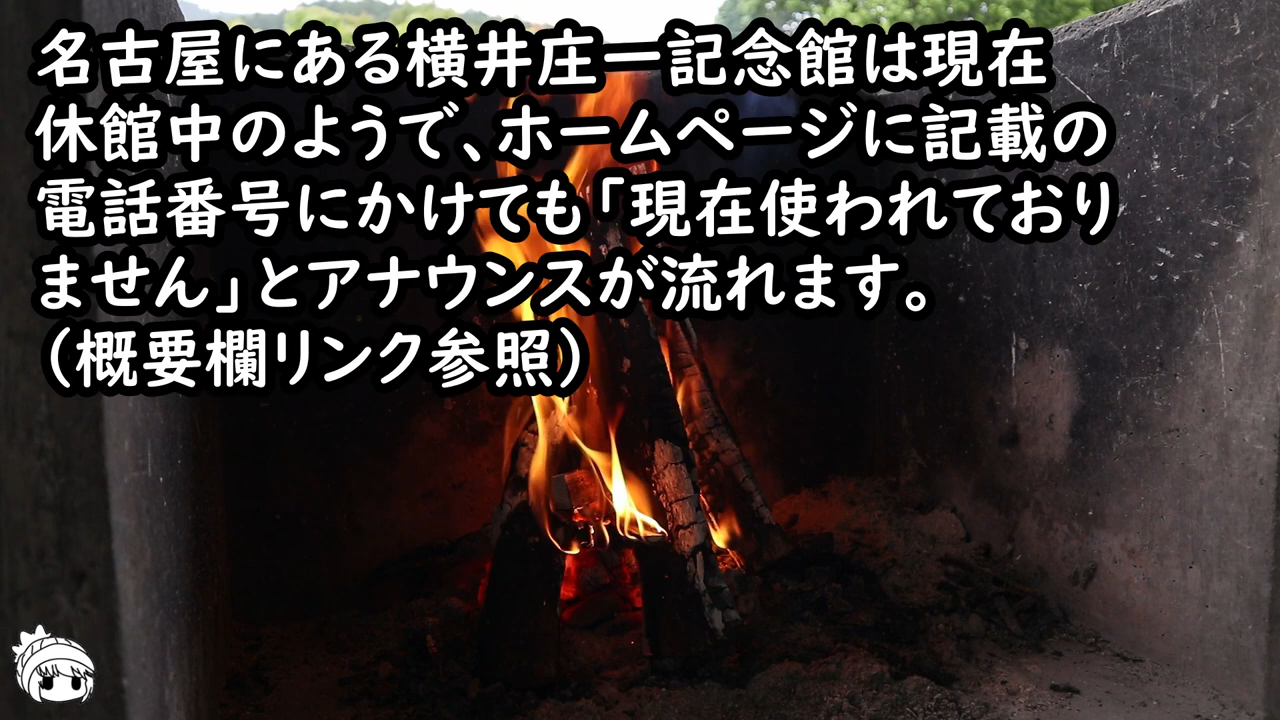 名古屋にある横井庄一記念館は現在
休館中のようで、ホームページに記載の
電話番号にかけても「現在使われており
ません」とアナウンスが流れます。
（概要欄リンク参照）